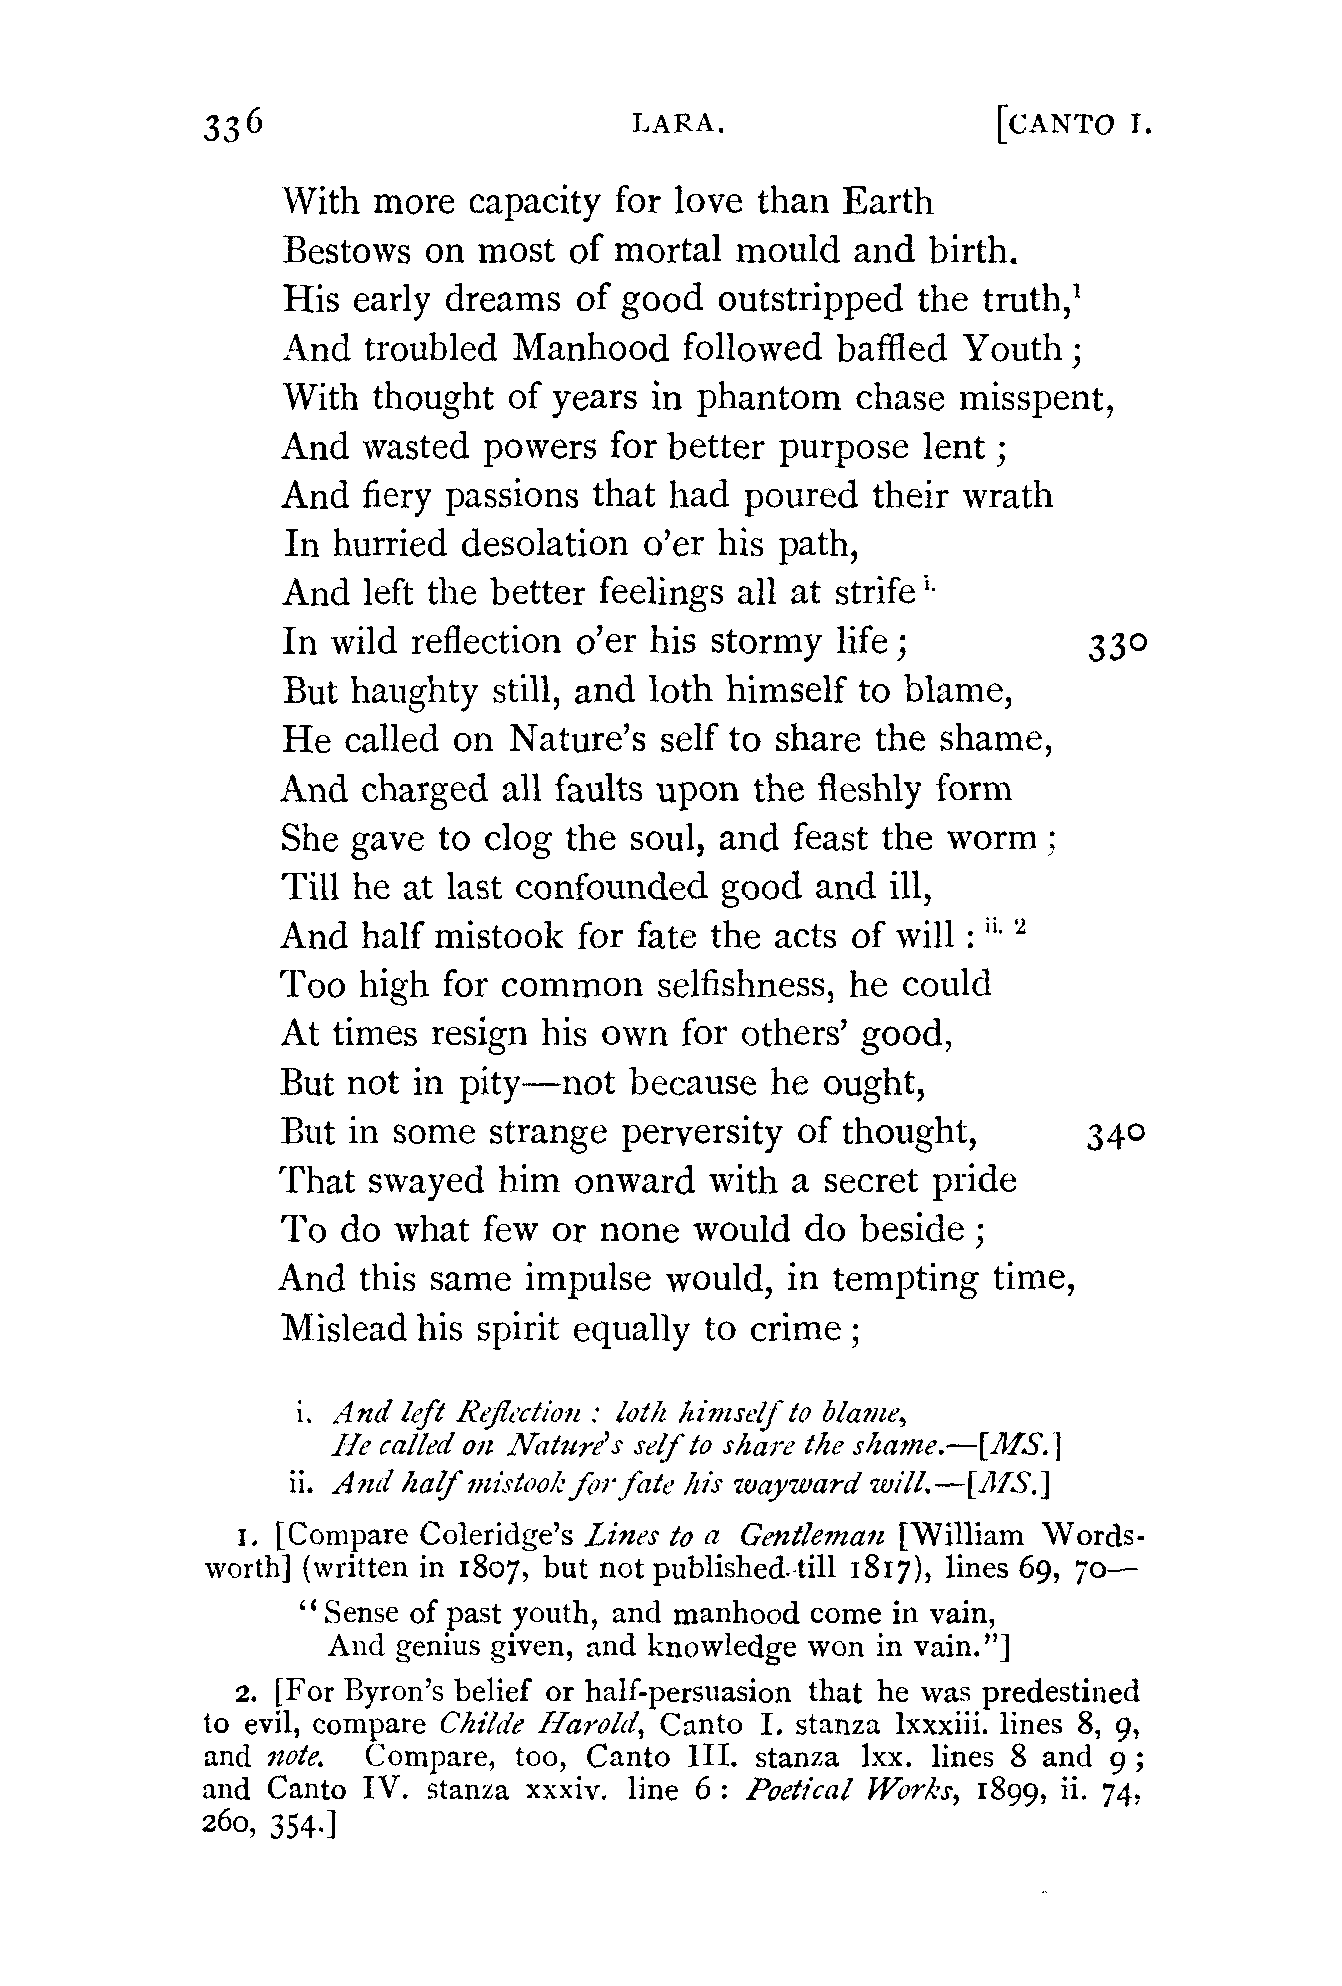 336 LARA. [CANTO I.
With more capacity for love than Earth
Bestows on most of mortal mould and birth.
His early dreams of good outstripped the truth,¹
And troubled Manhood followed baffled Youth ;
With thought of years in phantom chase misspent,
And wasted powers for better purpose lent ;
And fiery passions that had poured their wrath
In hurried desolation o'er his path,
And left the better feelings all at strife i.
In wild reflection o'er his stormy life ; 330
But haughty still, and loth himself to blame,
He called on Nature's self to share the shame,
And charged all faults upon the fleshly form
She gave to clog the soul, and feast the worm ;
Till he at last confounded good and ill,
And half mistook for fate the acts of will : ii. 2
Too high for common selfishness, he could
At times resign his own for others' good,
But not in pity—not because he ought,
But in some strange perversity of thought, 340
That swayed him onward with a secret pride
To do what few or none would do beside ;
And this same impulse would, in tempting time,
Mislead his spirit equally to crime ;
i. And left Reflection : loth himself to blame,
He called on Nature's self to share the shame.—[MS.]
ii. And half mistook for fate his wayward will.—[MS.]
1. [Compare Coleridge's Lines to a Gentleman [William Words-
worth] (written in 1807, but not published till 1817), lines 69, 70—
"Sense of past youth, and manhood come in vain,
And genius given, and knowledge won in vain."]
2. [For Byron's belief or half-persuasion that he was predestined
to evil, compare Childe Harold, Canto I. stanza lxxxiii. lines 8, 9,
and note. Compare, too, Canto III. stanza lxx. lines 8 and 9 ;
and Canto IV. stanza xxxiv. line 6 : Poetical Works, 1899, ii. 74,
260, 354.]